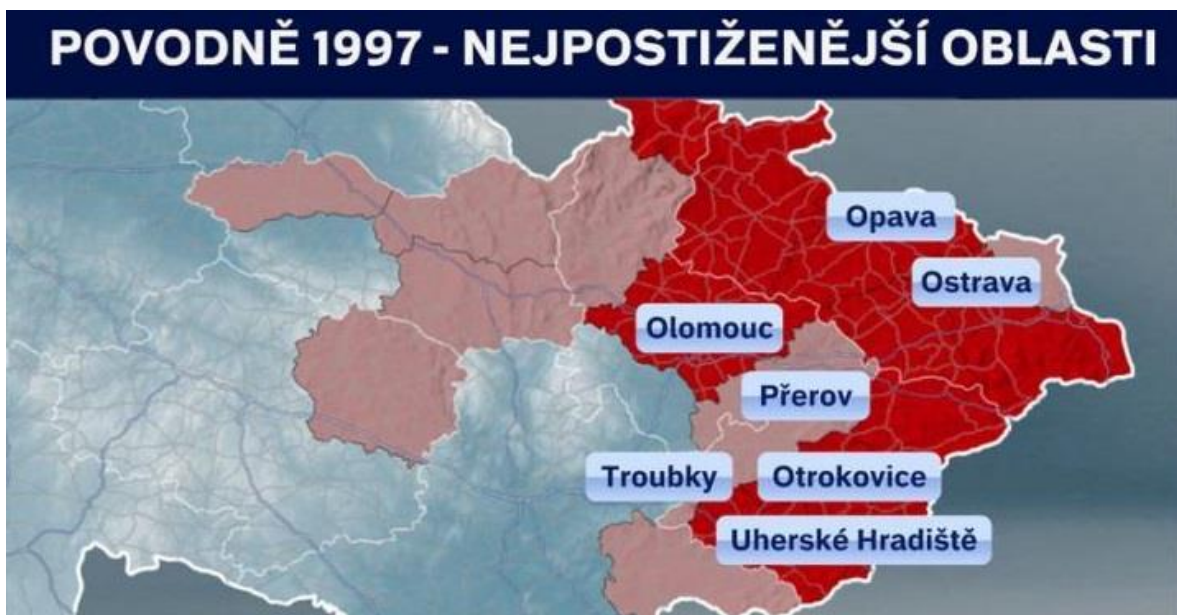 POVODNĚ 1997 - NEJPOSTIŽENĚJŠÍ OBLASTI
Opava
Ostrava
Olomouc
Přerov
Troubky
Otrokovice
Uherské Hradiště